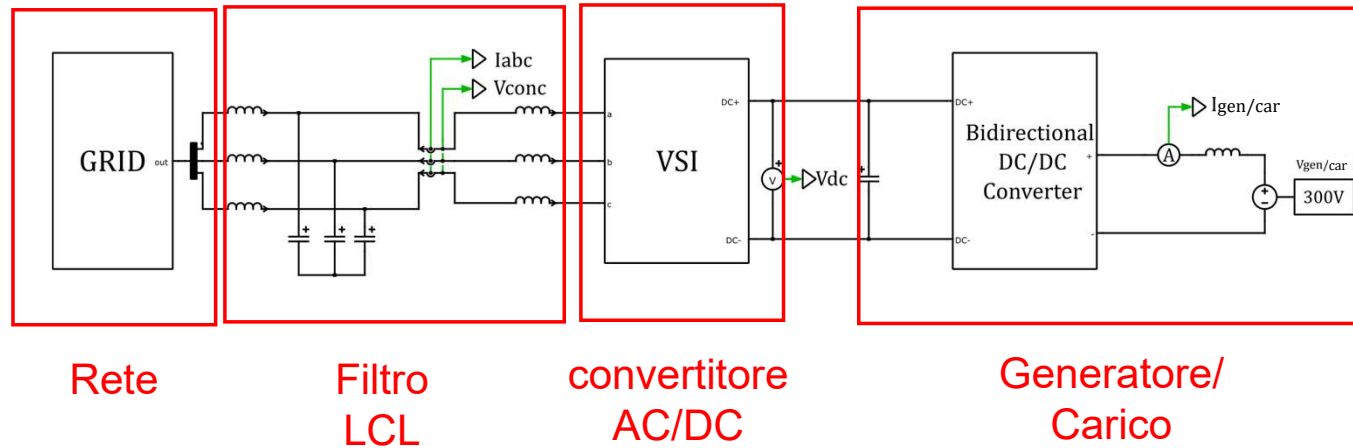 Iabc
Vconc
GRID
out
a
b
c
VSI
DC+
DC-
V
Vdc
DC+
DC-
Bidirectional
DC/DC
Converter
+
-
A
Igen/car
Vgen/car
300V
Rete
Filtro
LCL
convertitore
AC/DC
Generatore/
Carico